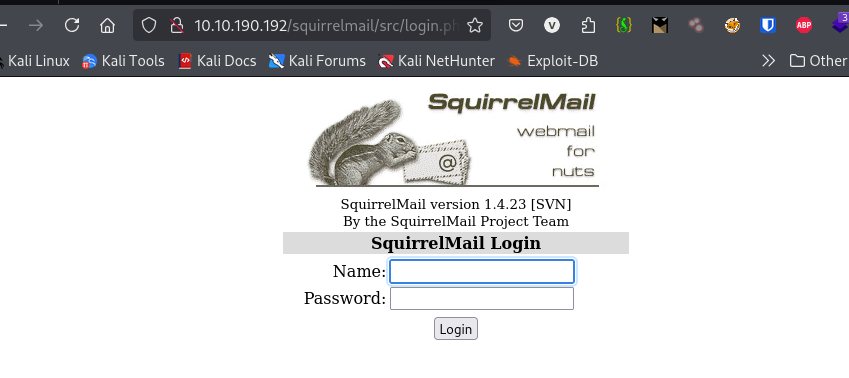 10.10.190.192/squirrelmail/src/login.ph
V
{$}
ABP
3
Kali Linux
Kali Tools
Kali Docs
Kali Forums
Kali NetHunter
Exploit-DB
Other
SquirrelMail
webmail
for
nuts
@
SquirrelMail version 1.4.23 [SVN]
By the SquirrelMail Project Team
SquirrelMail Login
Name:
Password:
Login